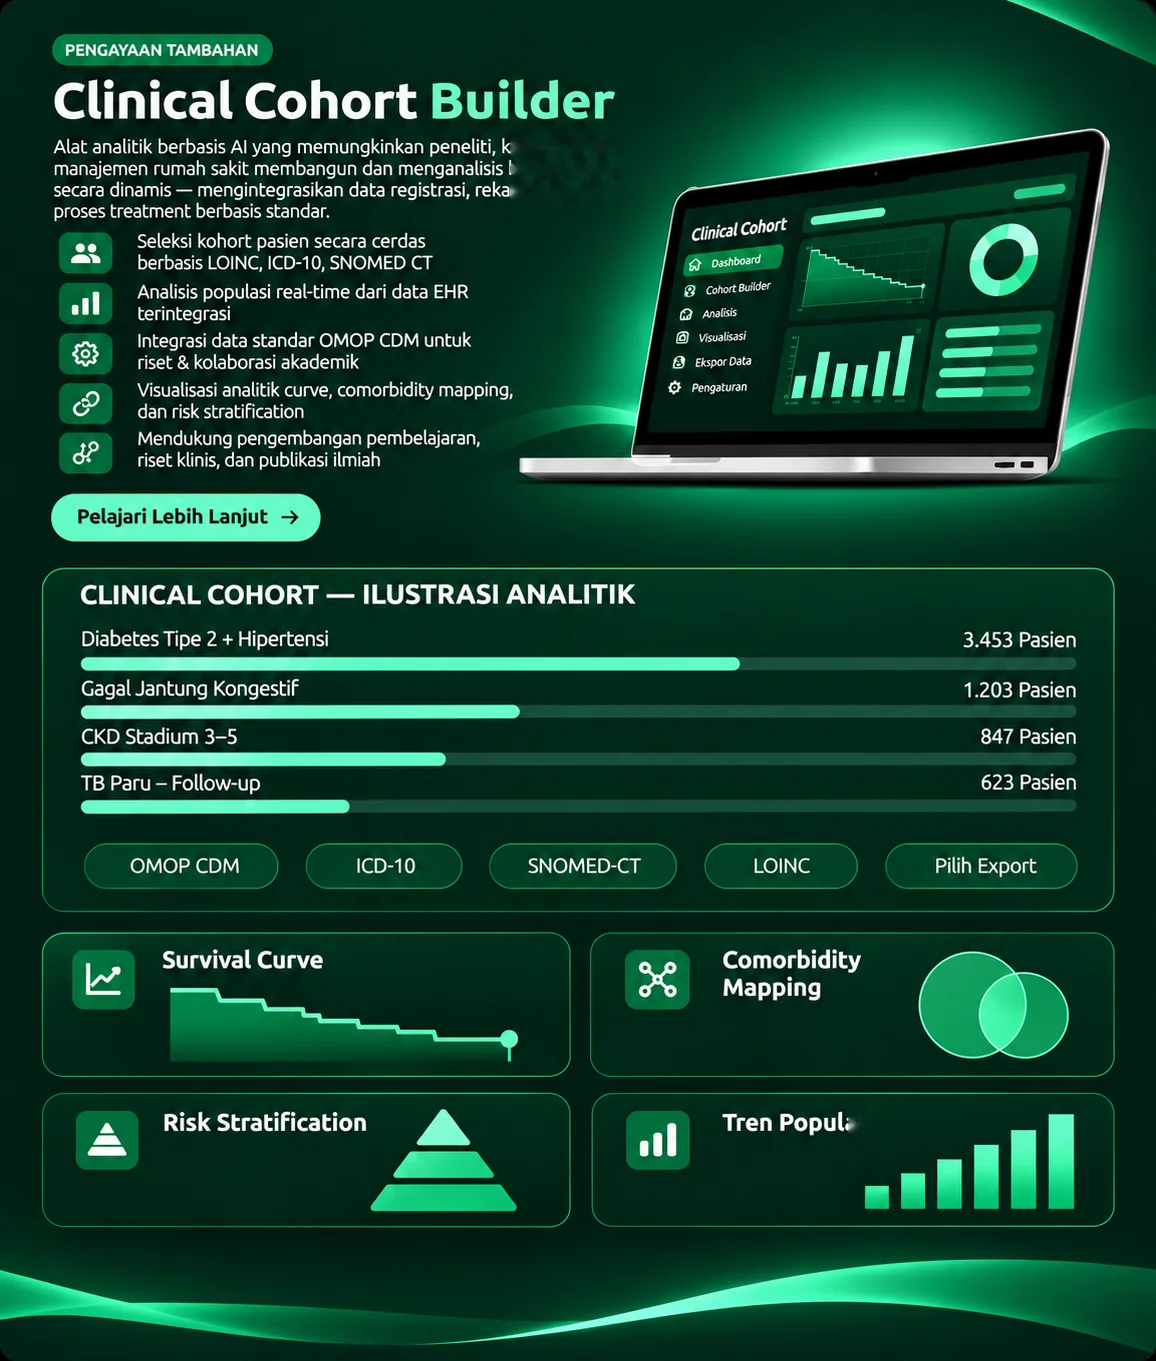 PENGAYAAN TAMBAHAN
Clinical Cohort Builder
Alat analitik berbasis AI yang memungkinkan peneliti,
manajemen rumah sakit membangun dan menganalisis
secara dinamis — mengintegrasikan data registrasi,
proses treatment berbasis standar.
Seleksi kohort pasien secara cerdas
berbasis LOINC, ICD-10, SNOMED CT
Analisis populasi real-time dari data EHR
terintegrasi
Integrasi data standar OMOP CDM untuk
riset & kolaborasi akademik
Visualisasi analitik curve, comorbidity mapping,
dan risk stratification
Mendukung pengembangan pembelajaran,
riset klinis, dan publikasi ilmiah
Pelajari Lebih Lanjut →
Clinical Cohort
Dashboard
Cohort Builder
Analisis
Visualisasi
Ekspor Data
Pengaturan
CLINICAL COHORT — ILUSTRASI ANALITIK
Diabetes Tipe 2 + Hipertensi 3.453 Pasien
Gagal Jantung Kongestif 1.203 Pasien
CKD Stadium 3–5 847 Pasien
TB Paru – Follow-up 623 Pasien
OMOP CDM ICD-10 SNOMED-CT LOINC Pilih Export
Survival Curve
Comorbidity
Mapping
Risk Stratification
Tren